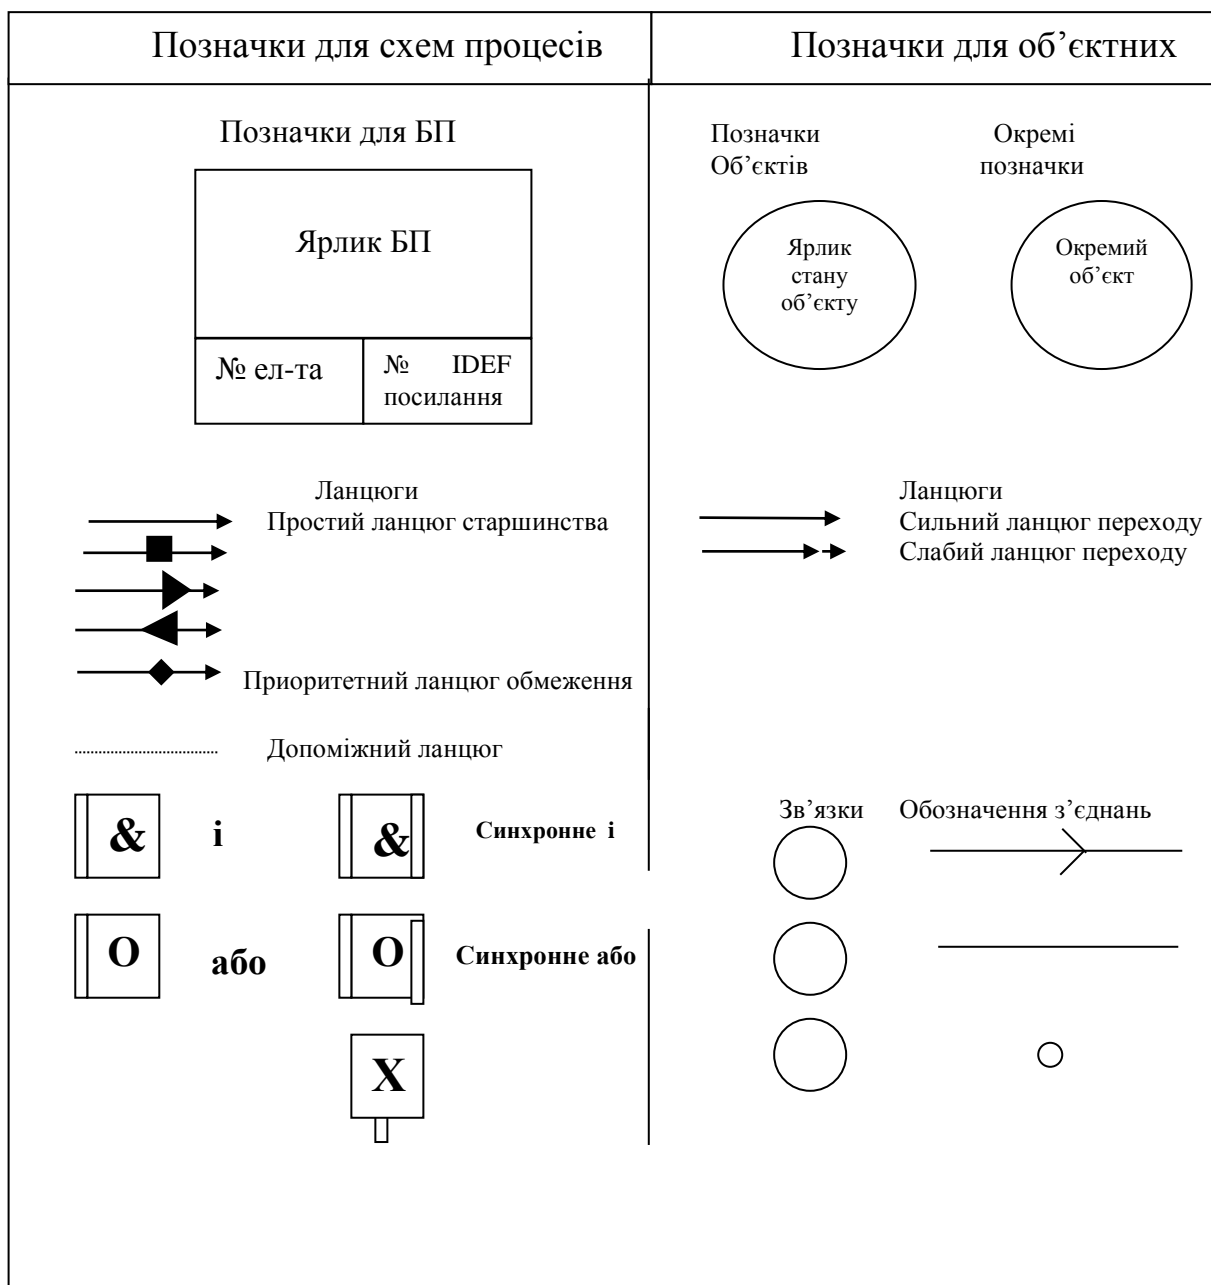 Позначки для схем процесів
Позначки для об’єктних
Позначки для БП
Ярлик БП
№ ел-та
№ IDEF
посилання
Позначки
Об’єктів
Окремі
позначки
Ярлик
стану
об’єкту
Окремий
об’єкт
Ланцюги
Простий ланцюг старшинства
Приоритетний ланцюг обмеження
Допоміжний ланцюг
Ланцюги
Сильний ланцюг переходу
Слабий ланцюг переходу
& і & Синхронне і
О або О Синхронне або
Х
Зв’язки Обозначення з’єднань